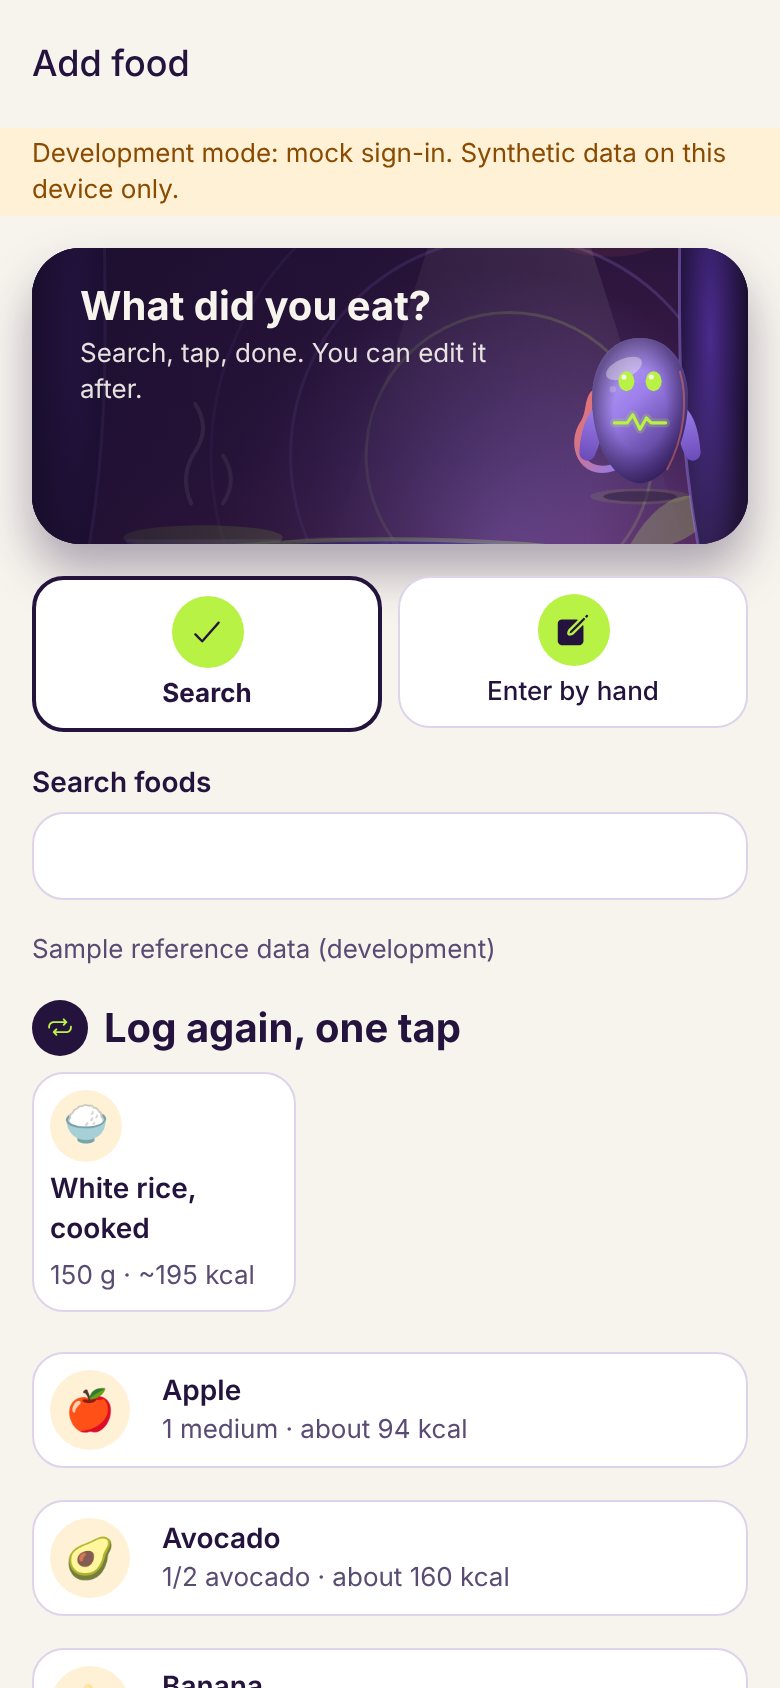 Add food
Development mode: mock sign-in. Synthetic data on this
device only.
What did you eat?
Search, tap, done. You can edit it
after.
Search
Enter by hand
Search foods
Sample reference data (development)
Log again, one tap
White rice,
cooked
150 g · ~195 kcal
Apple
1 medium · about 94 kcal
Avocado
1/2 avocado · about 160 kcal
Banana